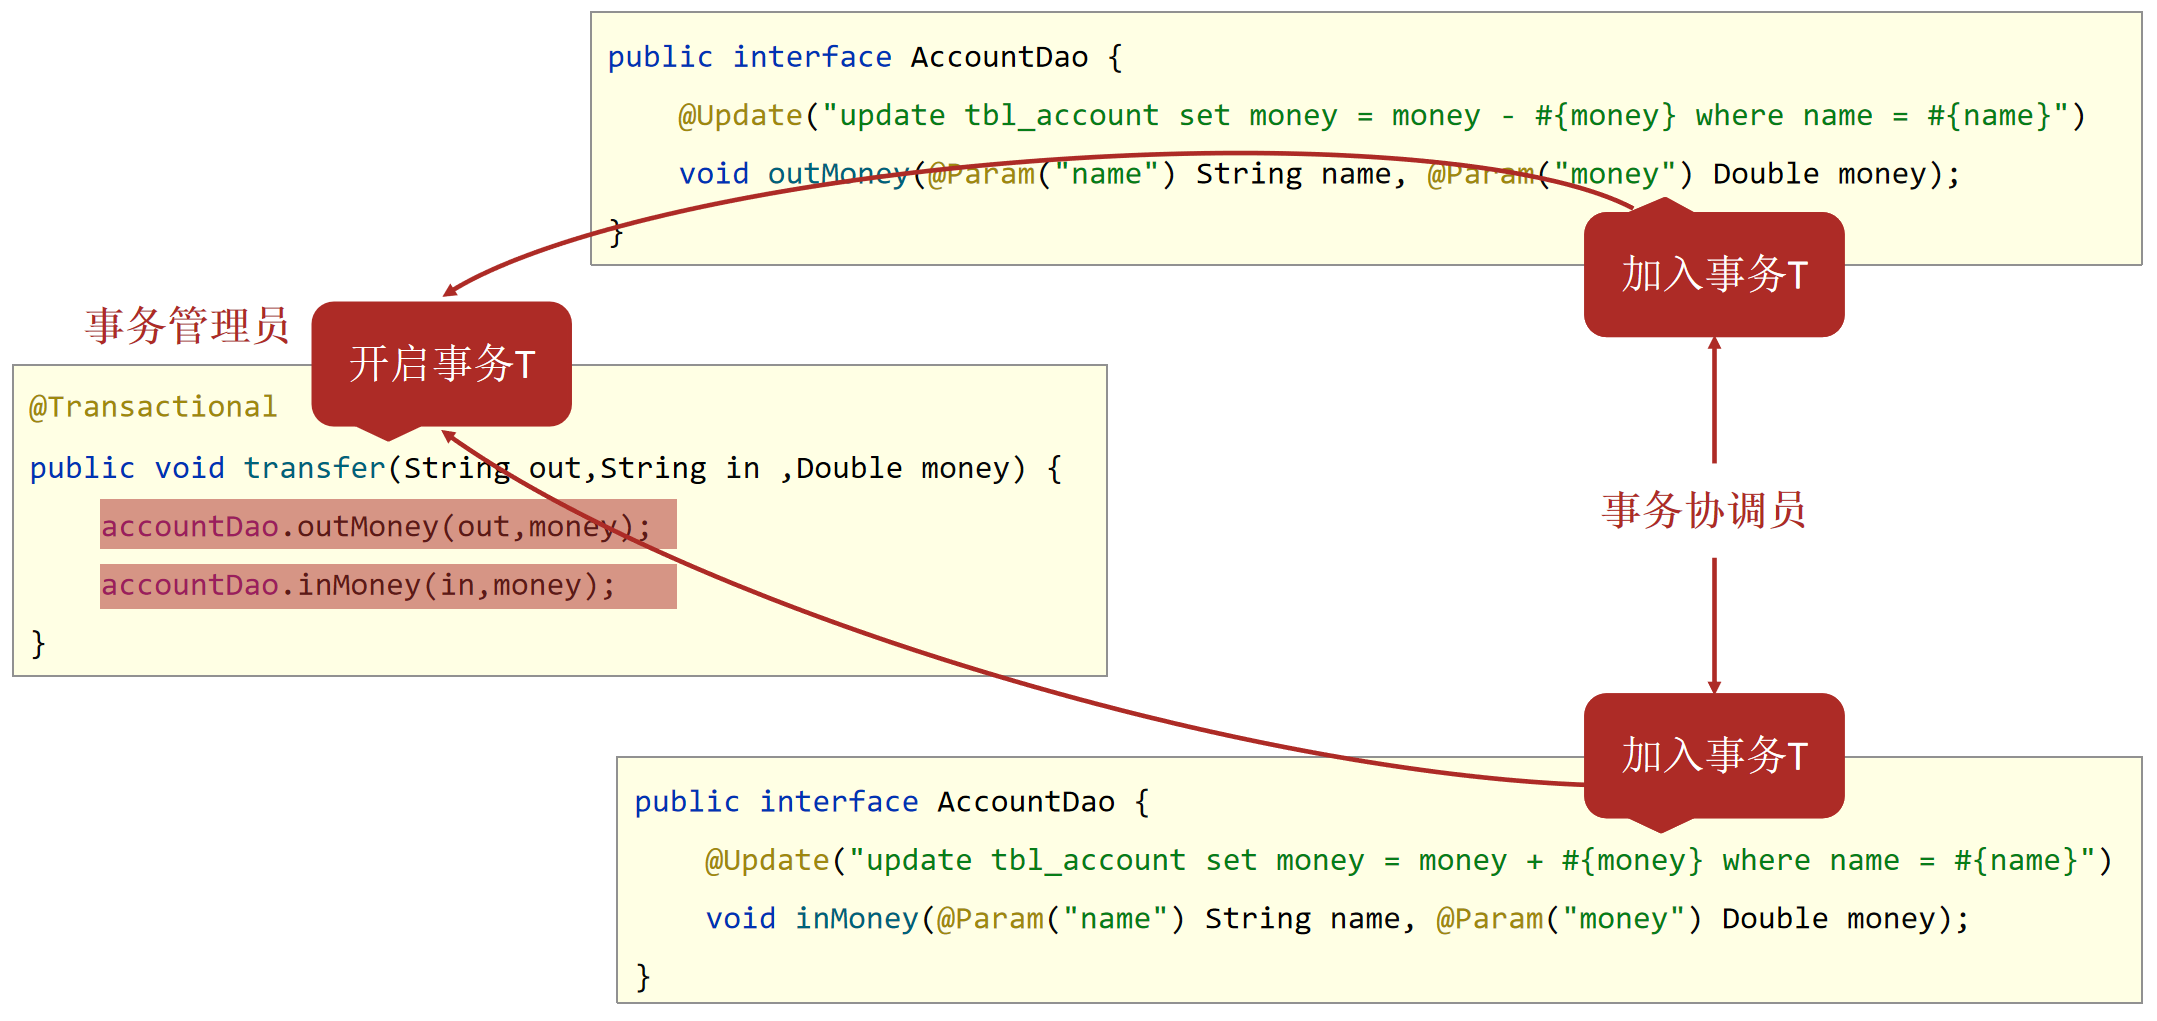 public interface AccountDao {
@Update("update tbl_account set money = money - #{money} where name = #{name}")
void outMoney(@Param("name") String name, @Param("money") Double money);
}
加入事务T
事务管理员
开启事务T
@Transactional
public void transfer(String out,String in ,Double money) {
accountDao.outMoney(out,money);
accountDao.inMoney(in,money);
}
事务协调员
加入事务T
public interface AccountDao {
@Update("update tbl_account set money = money + #{money} where name = #{name}")
void inMoney(@Param("name") String name, @Param("money") Double money);
}